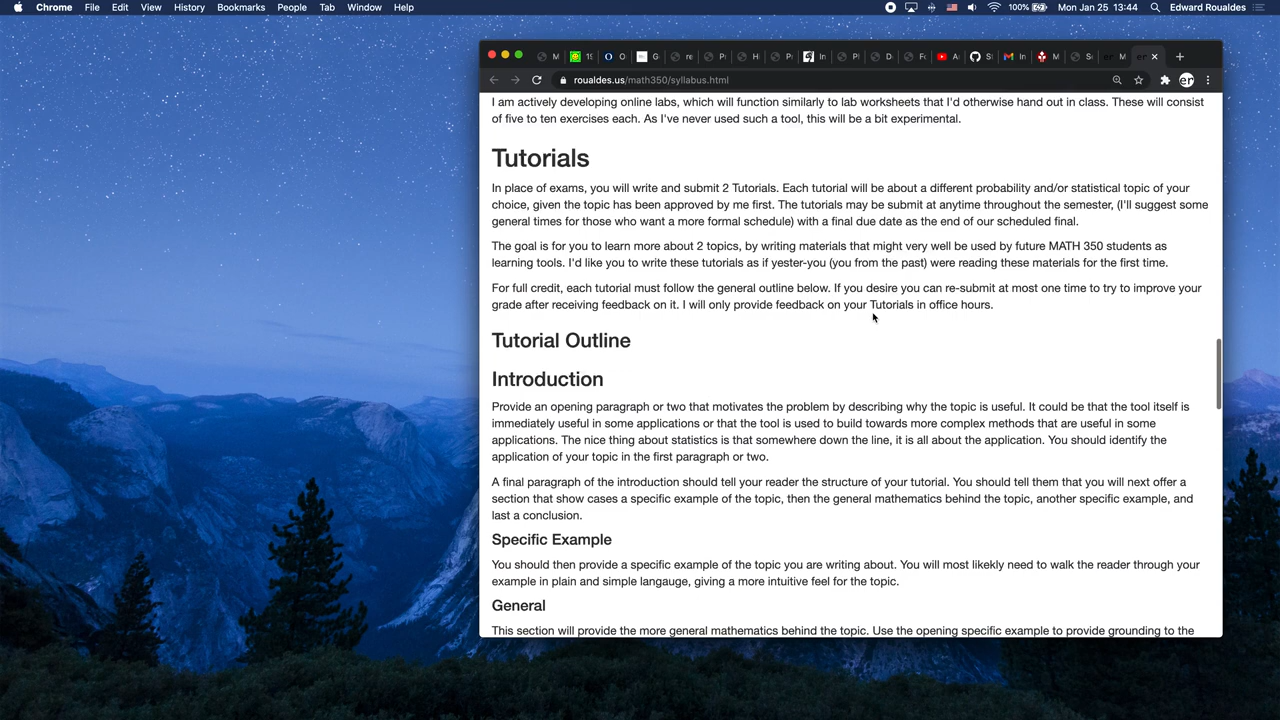 Chrome File Edit View History Bookmarks People Tab Window Help 100% Mon Jan 25 13:44 Edward Roualdes
M 19 O G re Pr H Pr In Pl D Fo A S In M S M er
roualdes.us/math350/syllabus.html er
I am actively developing online labs, which will function similarly to lab worksheets that I'd otherwise hand out in class. These will consist
of five to ten exercises each. As I've never used such a tool, this will be a bit experimental.
Tutorials
In place of exams, you will write and submit 2 Tutorials. Each tutorial will be about a different probability and/or statistical topic of your
choice, given the topic has been approved by me first. The tutorials may be submit at anytime throughout the semester, (I'll suggest some
general times for those who want a more formal schedule) with a final due date as the end of our scheduled final.
The goal is for you to learn more about 2 topics, by writing materials that might very well be used by future MATH 350 students as
learning tools. I'd like you to write these tutorials as if yester-you (you from the past) were reading these materials for the first time.
For full credit, each tutorial must follow the general outline below. If you desire you can re-submit at most one time to try to improve your
grade after receiving feedback on it. I will only provide feedback on your Tutorials in office hours.
Tutorial Outline
Introduction
Provide an opening paragraph or two that motivates the problem by describing why the topic is useful. It could be that the tool itself is
immediately useful in some applications or that the tool is used to build towards more complex methods that are useful in some
applications. The nice thing about statistics is that somewhere down the line, it is all about the application. You should identify the
application of your topic in the first paragraph or two.
A final paragraph of the introduction should tell your reader the structure of your tutorial. You should tell them that you will next offer a
section that show cases a specific example of the topic, then the general mathematics behind the topic, another specific example, and
last a conclusion.
Specific Example
You should then provide a specific example of the topic you are writing about. You will most likekly need to walk the reader through your
example in plain and simple langauge, giving a more intuitive feel for the topic.
General
This section will provide the more general mathematics behind the topic. Use the opening specific example to provide grounding to the